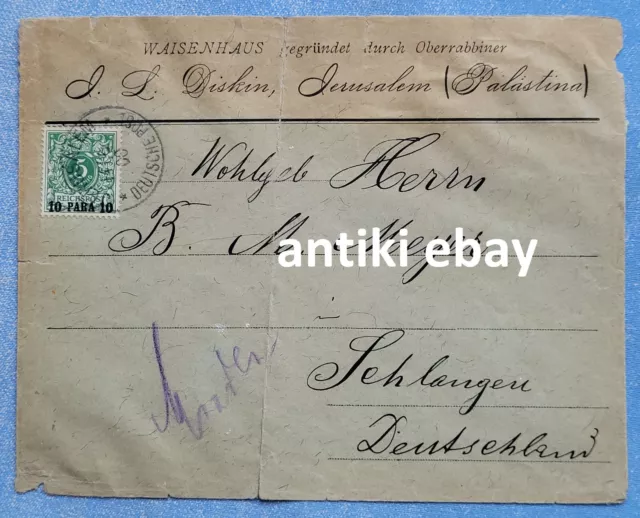 WAISENHAUS gegründet durch Oberrabbiner
J. L. Diskin, Jerusalem (Palästina)
DEUTSCHE POST
5
REICHSPOST
10 PARA 10
Wohlgeb Herrn
B. M. Meyer
antiki ebay
i
Schlangen
Deutschland